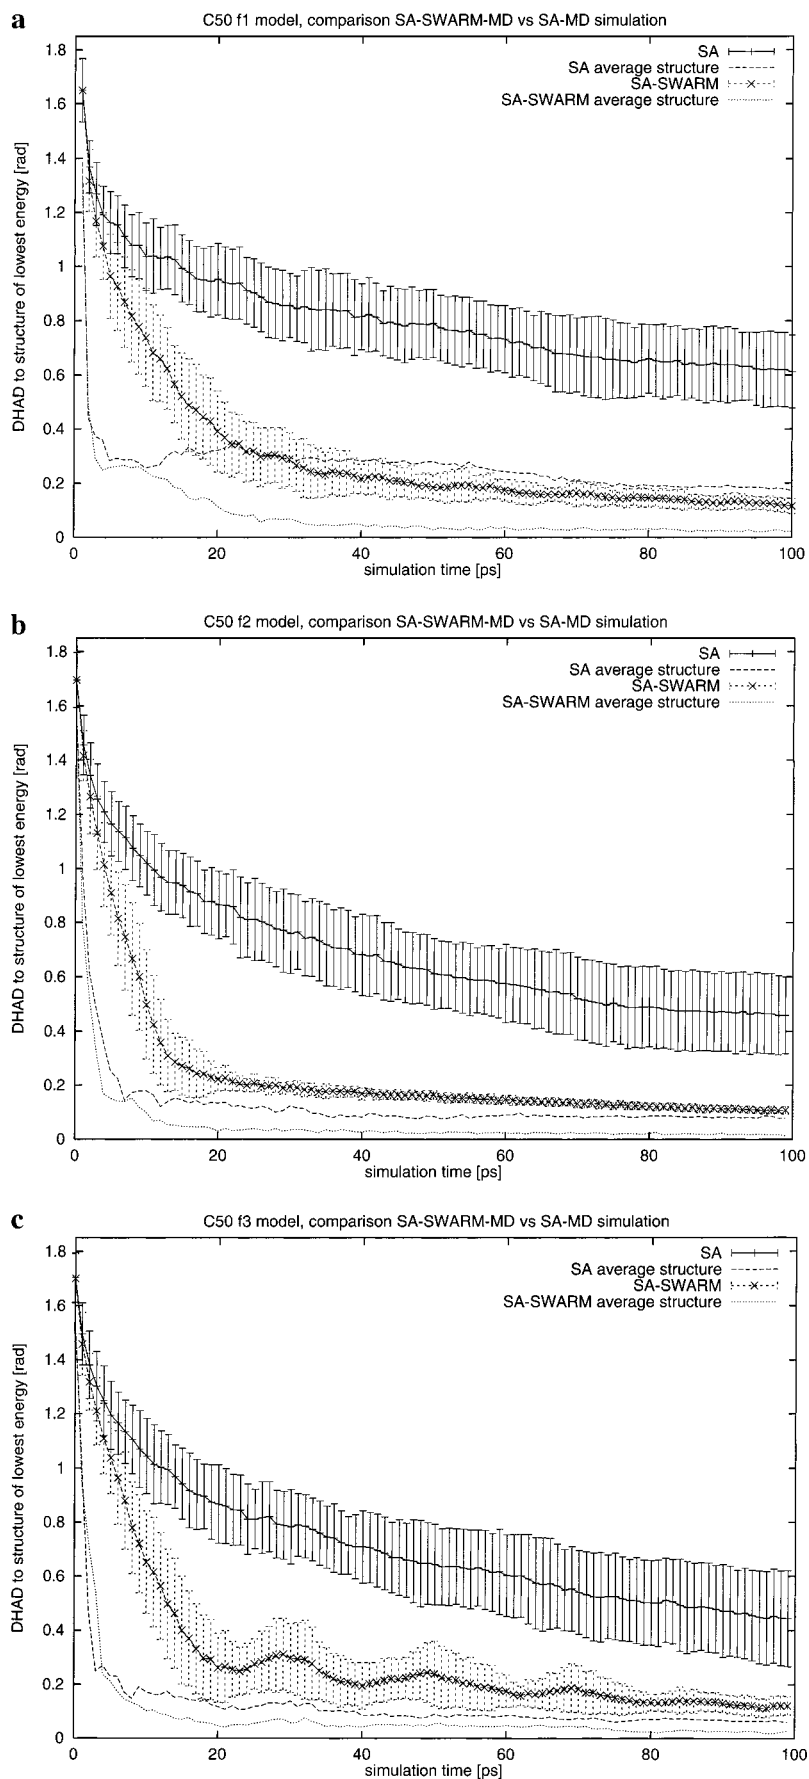 a
C50 f1 model, comparison SA-SWARM-MD vs SA-MD simulation
SA
SA average structure
SA-SWARM
SA-SWARM average structure
DHAD to structure of lowest energy [rad]
1.8
1.6
1.4
1.2
1
0.8
0.6
0.4
0.2
0
0 20 40 60 80 100
simulation time [ps]
b
C50 f2 model, comparison SA-SWARM-MD vs SA-MD simulation
SA
SA average structure
SA-SWARM
SA-SWARM average structure
DHAD to structure of lowest energy [rad]
1.8
1.6
1.4
1.2
1
0.8
0.6
0.4
0.2
0
0 20 40 60 80 100
simulation time [ps]
c
C50 f3 model, comparison SA-SWARM-MD vs SA-MD simulation
SA
SA average structure
SA-SWARM
SA-SWARM average structure
DHAD to structure of lowest energy [rad]
1.8
1.6
1.4
1.2
1
0.8
0.6
0.4
0.2
0
0 20 40 60 80 100
simulation time [ps]